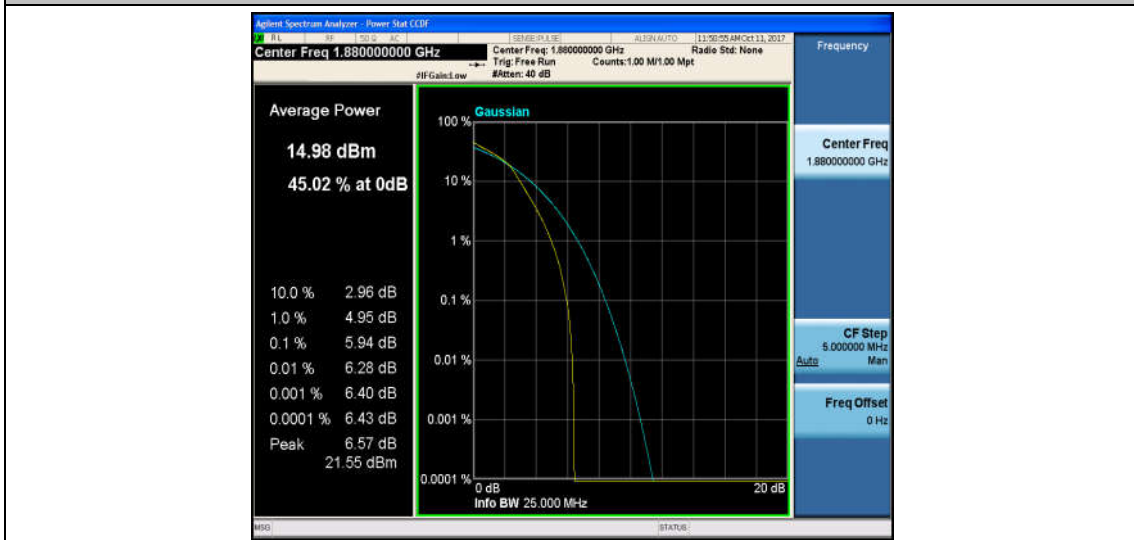 Agilent Spectrum Analyzer - Power Stat CCDF
RL RF 50 Ω AC SENSE:PULSE ALIGN AUTO 11:50:55 AM Oct 11, 2017
Center Freq 1.880000000 GHz
Center Freq: 1.880000000 GHz Radio Std: None
Trig: Free Run Counts:1.00 M/1.00 Mpt
#IFGain:Low #Atten: 40 dB
Frequency
Average Power
14.98 dBm
45.02 % at 0dB
10.0 % 2.96 dB
1.0 % 4.95 dB
0.1 % 5.94 dB
0.01 % 6.28 dB
0.001 % 6.40 dB
0.0001 % 6.43 dB
Peak 6.57 dB
21.55 dBm
Gaussian
100 %
10 %
1 %
0.1 %
0.01 %
0.001 %
0.0001 %
0 dB 20 dB
Info BW 25.000 MHz
Center Freq
1.880000000 GHz
CF Step
5.000000 MHz
Auto Man
Freq Offset
0 Hz
MSG STATUS